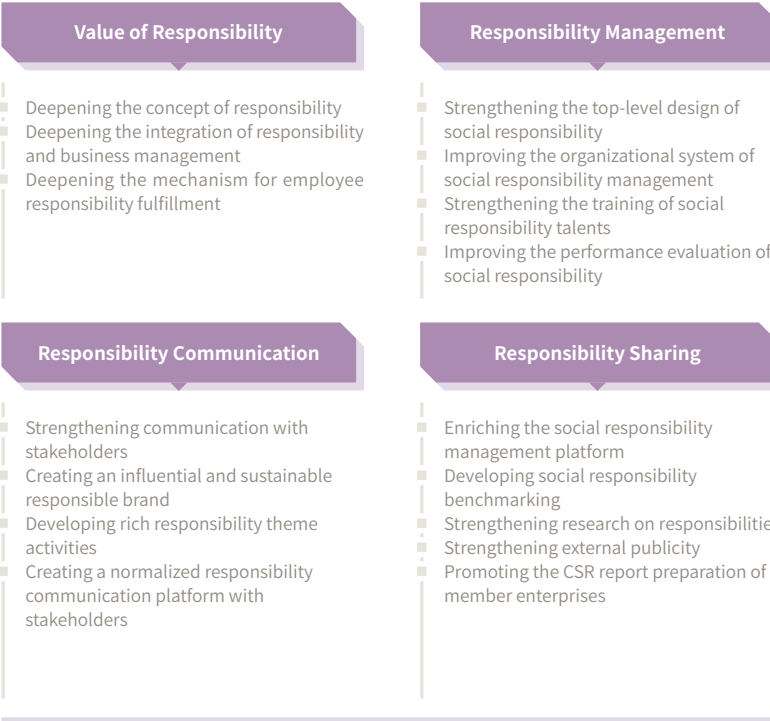 Value of Responsibility
Deepening the concept of responsibility
Deepening the integration of responsibility
and business management
Deepening the mechanism for employee
responsibility fulfillment
Responsibility Management
Strengthening the top-level design of
social responsibility
Improving the organizational system of
social responsibility management
Strengthening the training of social
responsibility talents
Improving the performance evaluation of
social responsibility
Responsibility Communication
Strengthening communication with
stakeholders
Creating an influential and sustainable
responsible brand
Developing rich responsibility theme
activities
Creating a normalized responsibility
communication platform with
stakeholders
Responsibility Sharing
Enriching the social responsibility
management platform
Developing social responsibility
benchmarking
Strengthening research on responsibilitie
Strengthening external publicity
Promoting the CSR report preparation of
member enterprises